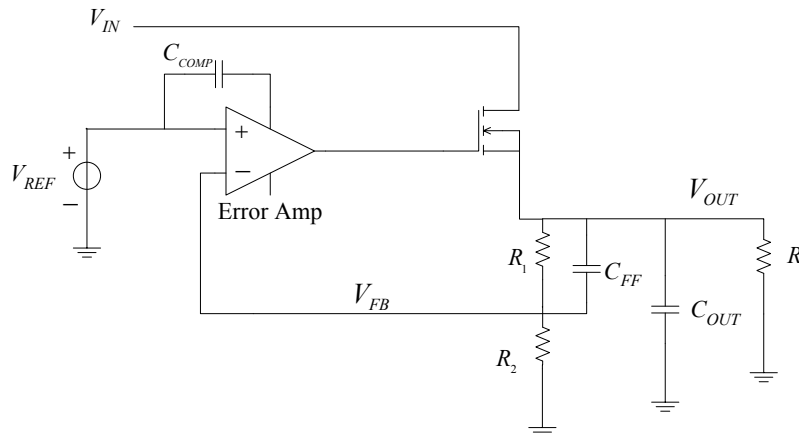 V_IN
C_COMP
+
−
+
V_REF
−
Error Amp
V_OUT
R_1
C_FF
R
V_FB
C_OUT
R_2